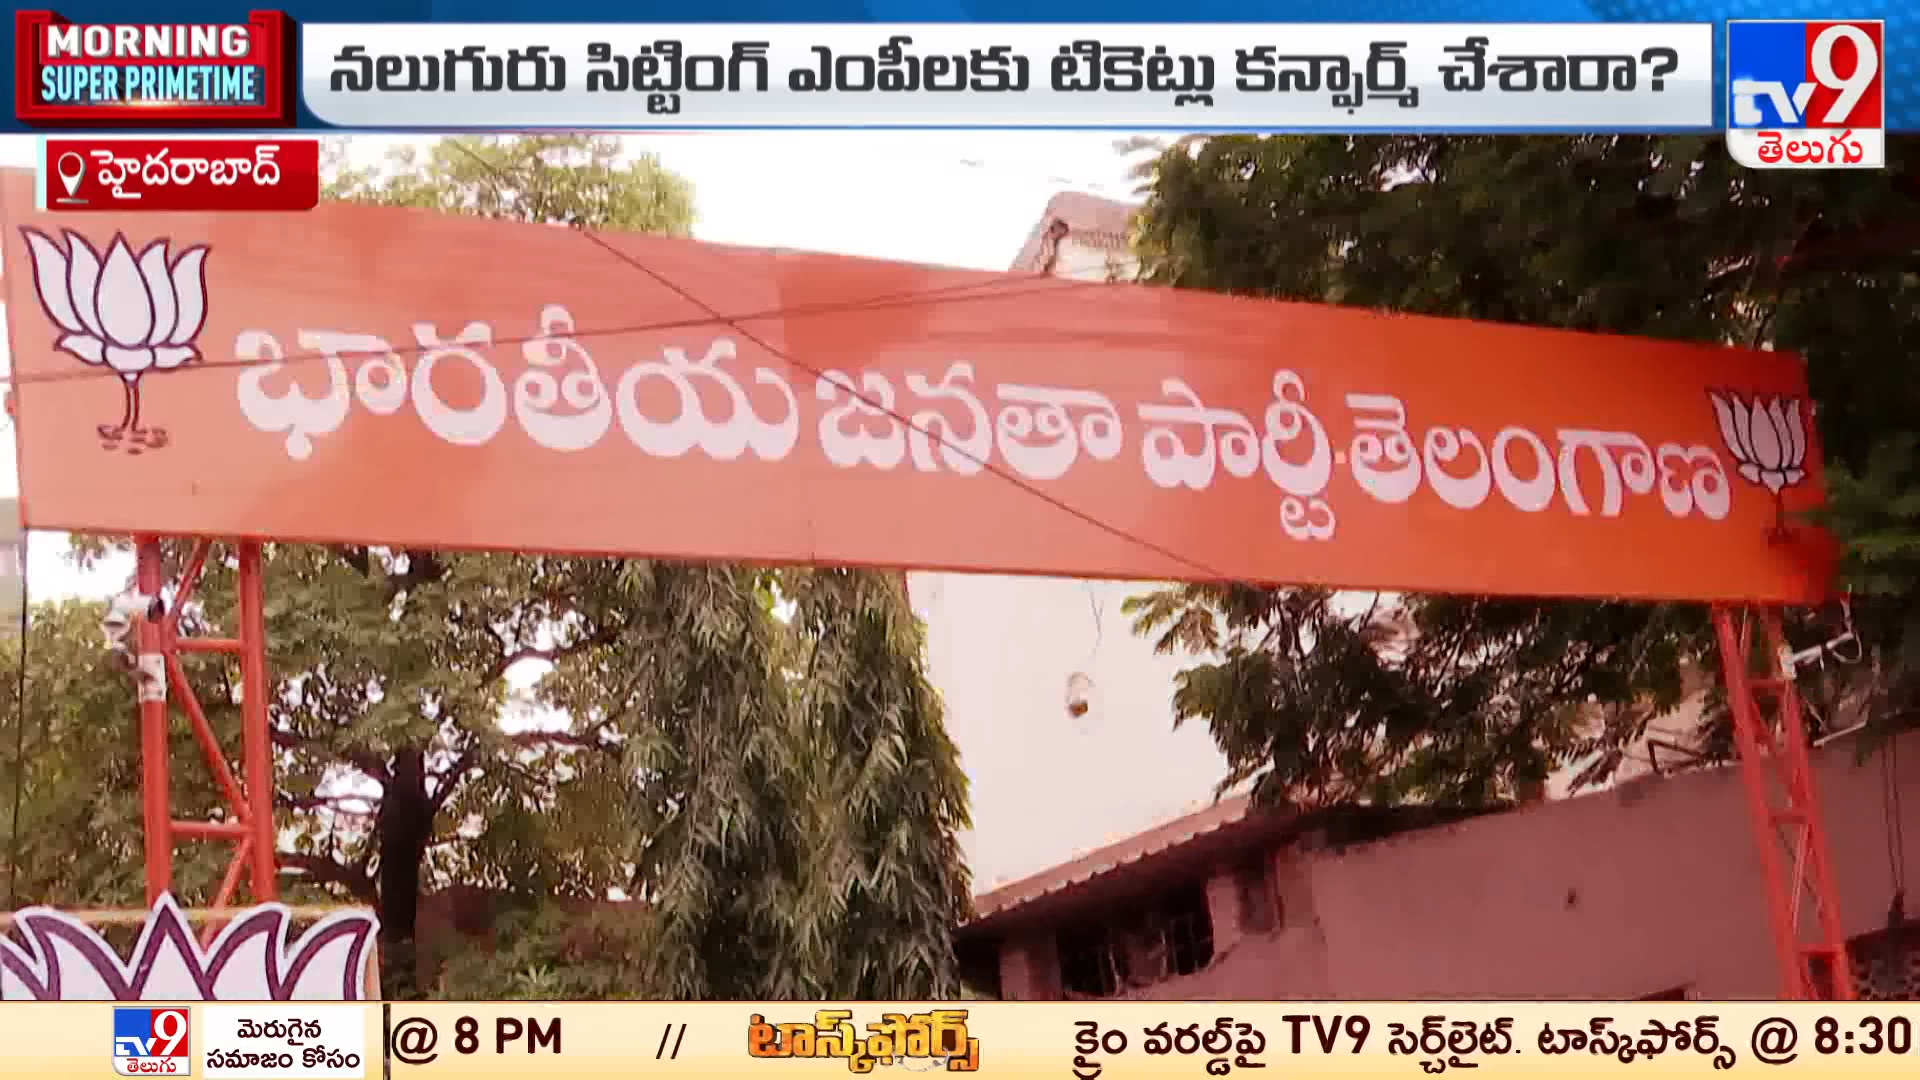 MORNING
SUPER PRIMETIME
నలుగురు సిట్టింగ్ ఎంపీలకు టికెట్లు కన్ఫార్మ్ చేశారా?
TV9
తెలుగు
హైదరాబాద్
భారతీయ జనతా పార్టీ-తెలంగాణ
TV9
తెలుగు
మెరుగైన
సమాజం కోసం
@ 8 PM // టాస్క్‌ఫోర్స్ క్రైం వరల్డ్‌పై TV9 సెర్చ్‌లైట్. టాస్క్‌ఫోర్స్ @ 8:30